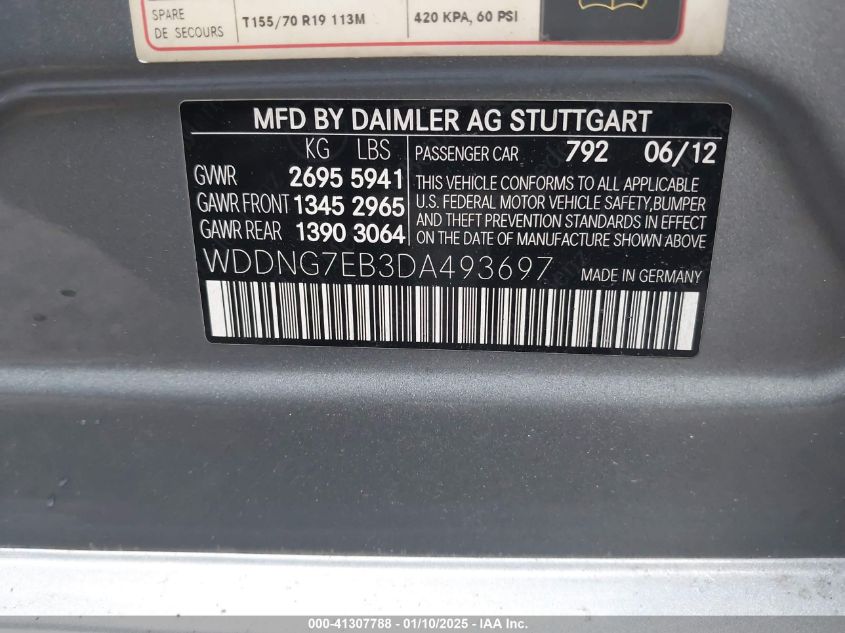 SPARE
DE SECOURS T155/70 R19 113M 420 KPA, 60 PSI
MFD BY DAIMLER AG STUTTGART
KG LBS PASSENGER CAR 792 06/12
GVWR 2695 5941
GAWR FRONT 1345 2965
GAWR REAR 1390 3064
THIS VEHICLE CONFORMS TO ALL APPLICABLE
U.S. FEDERAL MOTOR VEHICLE SAFETY,BUMPER
AND THEFT PREVENTION STANDARDS IN EFFECT
ON THE DATE OF MANUFACTURE SHOWN ABOVE
WDDNG7EB3DA493697 MADE IN GERMANY
000-41307788 - 01/10/2025 - IAAI.com